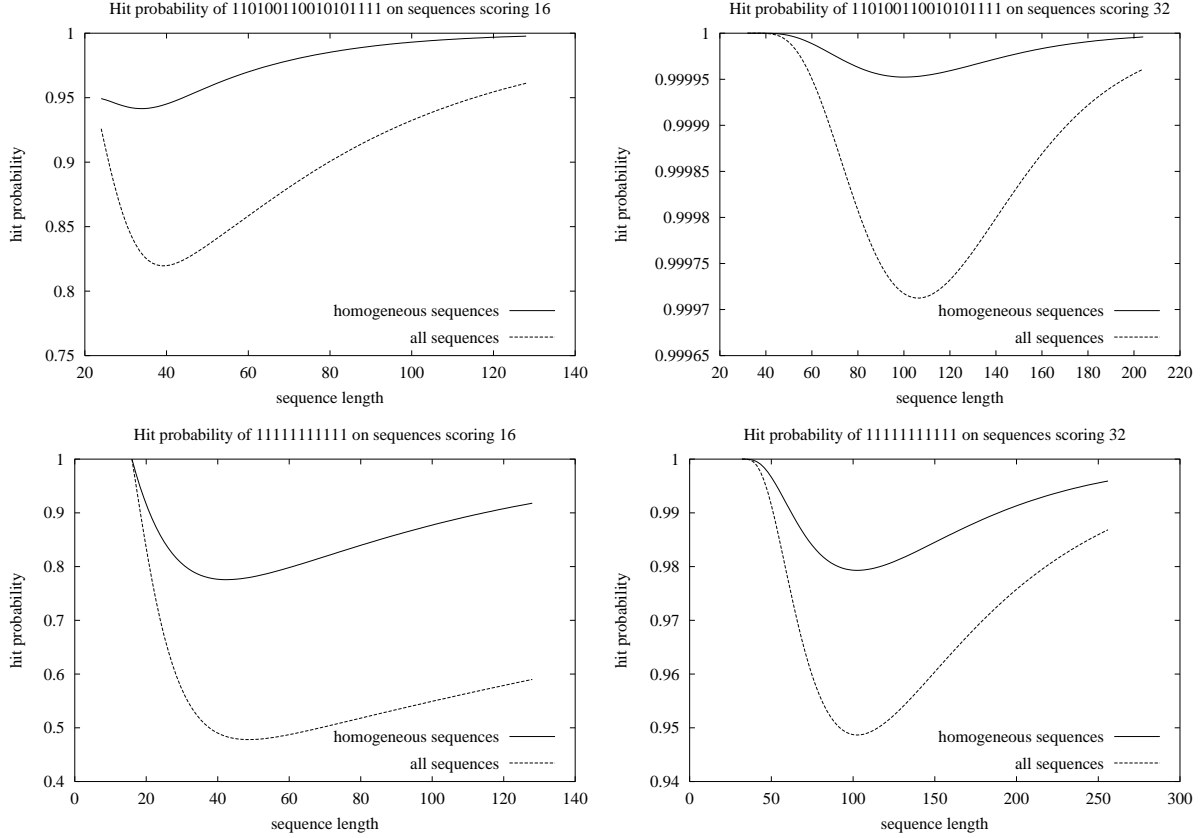 Hit probability of 110100110010101111 on sequences scoring 16
1
0.95
0.9
0.85
0.8
0.75
20 40 60 80 100 120 140
hit probability
sequence length
homogeneous sequences
all sequences
Hit probability of 110100110010101111 on sequences scoring 32
1
0.99995
0.9999
0.99985
0.9998
0.99975
0.9997
0.99965
20 40 60 80 100 120 140 160 180 200 220
hit probability
sequence length
homogeneous sequences
all sequences
Hit probability of 11111111111 on sequences scoring 16
1
0.9
0.8
0.7
0.6
0.5
0.4
0 20 40 60 80 100 120 140
hit probability
sequence length
homogeneous sequences
all sequences
Hit probability of 11111111111 on sequences scoring 32
1
0.99
0.98
0.97
0.96
0.95
0.94
0 50 100 150 200 250 300
hit probability
sequence length
homogeneous sequences
all sequences